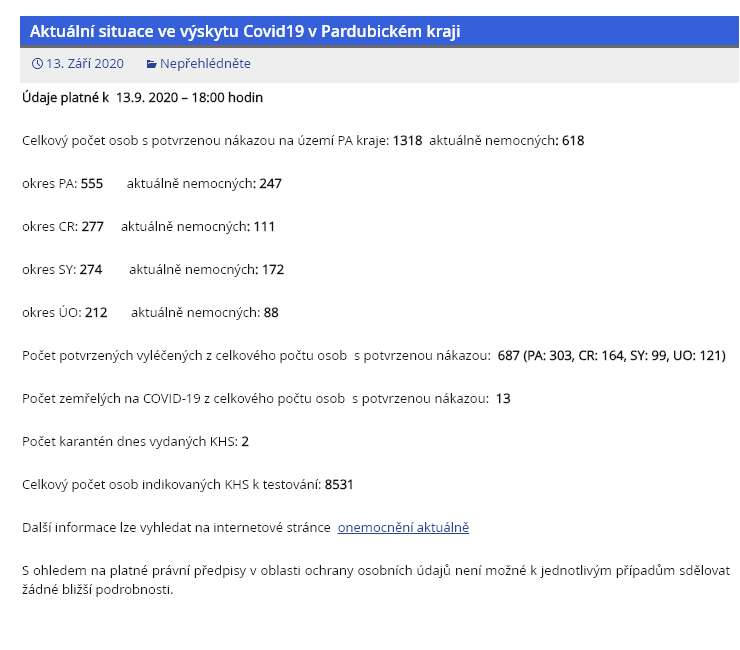 Aktuální situace ve výskytu Covid19 v Pardubickém kraji
13. Září 2020 Nepřehlédněte
Údaje platné k 13.9. 2020 – 18:00 hodin
Celkový počet osob s potvrzenou nákazou na území PA kraje: 1318 aktuálně nemocných: 618
okres PA: 555 aktuálně nemocných: 247
okres CR: 277 aktuálně nemocných: 111
okres SY: 274 aktuálně nemocných: 172
okres ÚO: 212 aktuálně nemocných: 88
Počet potvrzených vyléčených z celkového počtu osob s potvrzenou nákazou: 687 (PA: 303, CR: 164, SY: 99, UO: 121)
Počet zemřelých na COVID-19 z celkového počtu osob s potvrzenou nákazou: 13
Počet karantén dnes vydaných KHS: 2
Celkový počet osob indikovaných KHS k testování: 8531
Další informace lze vyhledat na internetové stránce onemocnění aktuálně
S ohledem na platné právní předpisy v oblasti ochrany osobních údajů není možné k jednotlivým případům sdělovat
žádné bližší podrobnosti.